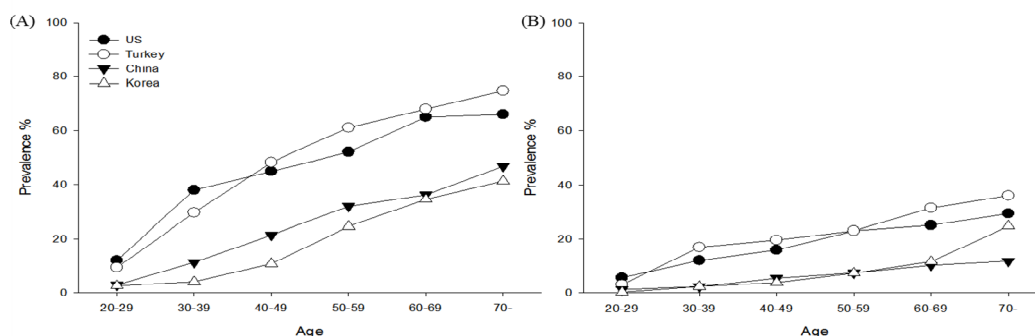 (A)
100
80
60
40
20
0
Prevalence %
US
Turkey
China
Korea
20-29 30-39 40-49 50-59 60-69 70-
Age
(B)
100
80
60
40
20
0
Prevalence %
20-29 30-39 40-49 50-59 60-69 70-
Age